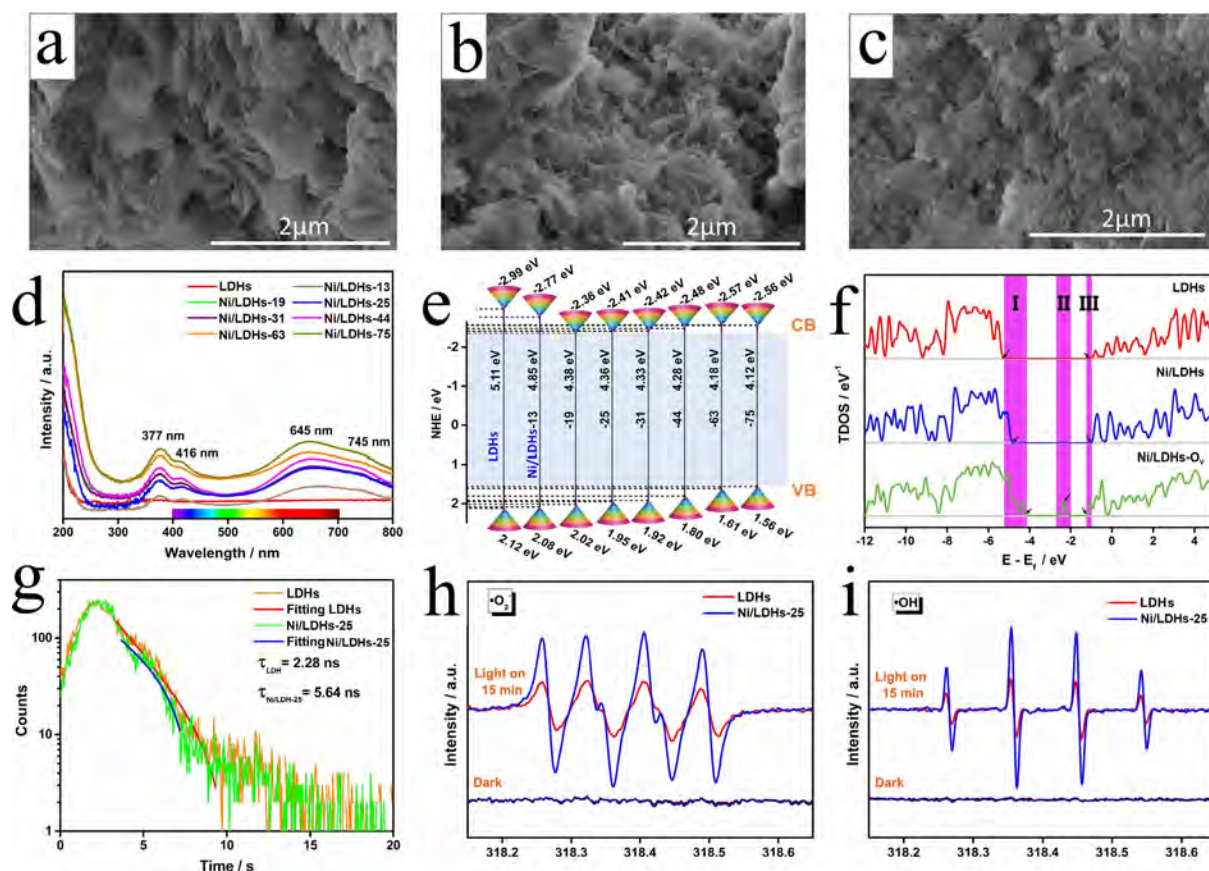 a
2μm
b
2μm
c
2μm
d
LDHs
Ni/LDHs-13
Ni/LDHs-19
Ni/LDHs-25
Ni/LDHs-31
Ni/LDHs-44
Ni/LDHs-63
Ni/LDHs-75
377 nm
416 nm
645 nm
745 nm
Intensity / a.u.
200 300 400 500 600 700 800
Wavelength / nm
e
-2.99 eV
-2.77 eV
-2.36 eV
-2.41 eV
-2.42 eV
-2.48 eV
-2.57 eV
-2.56 eV
CB
NHE / eV
-2
-1
0
1
2
5.11 eV
4.85 eV
4.38 eV
4.36 eV
4.33 eV
4.28 eV
4.18 eV
4.12 eV
LDHs
Ni/LDHs-13
-19
-25
-31
-44
-63
-75
VB
2.12 eV
2.08 eV
2.02 eV
1.95 eV
1.92 eV
1.80 eV
1.61 eV
1.56 eV
f
I
II
III
LDHs
Ni/LDHs
Ni/LDHs-Oᵥ
TDOS / eV⁻¹
-12 -10 -8 -6 -4 -2 0 2 4
g
LDHs
Fitting LDHs
Ni/LDHs-25
Fitting Ni/LDHs-25
τ LDH = 2.28 ns
τ Ni/LDH-25 = 5.64 ns
Counts
100
10
1
0 5 10 15 20
Time / s
h
•O₂
LDHs
Ni/LDHs-25
Light on
15 min
Dark
Intensity / a.u.
318.2 318.3 318.4 318.5 318.6
i
•OH
LDHs
Ni/LDHs-25
Light on
15 min
Dark
Intensity / a.u.
318.2 318.4 318.5 318.6